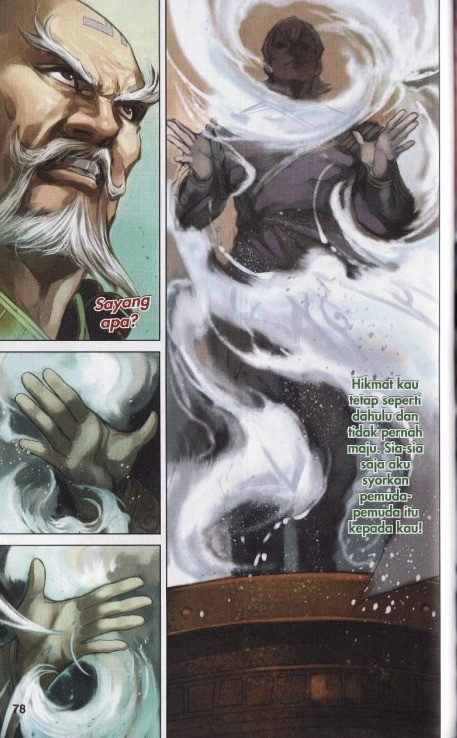 Sayang
apa?
Hikmat kau
tetap seperti
dahulu dan
tidak pernah
maju. Sia-sia
saja aku
syorkan
pemuda-
pemuda itu
kepada kau!
78